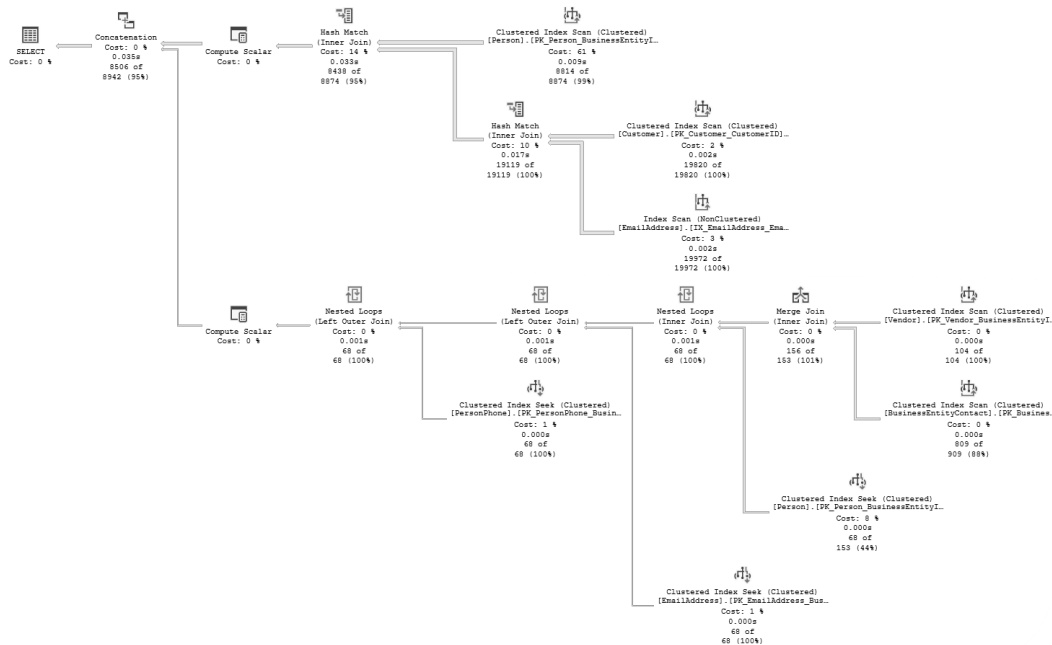 SELECT
Cost: 0 %
Concatenation
Cost: 0 %
0.035s
8506 of
8942 (95%)
Compute Scalar
Cost: 0 %
Hash Match
(Inner Join)
Cost: 14 %
0.033s
8438 of
8874 (95%)
Clustered Index Scan (Clustered)
[Person].[PK_Person_BusinessEntityI…
Cost: 61 %
0.009s
8814 of
8874 (99%)
Hash Match
(Inner Join)
Cost: 10 %
0.017s
19119 of
19119 (100%)
Clustered Index Scan (Clustered)
[Customer].[PK_Customer_CustomerID]…
Cost: 2 %
0.002s
19820 of
19820 (100%)
Index Scan (NonClustered)
[EmailAddress].[IX_EmailAddress_Ema…
Cost: 3 %
0.002s
19972 of
19972 (100%)
Compute Scalar
Cost: 0 %
Nested Loops
(Left Outer Join)
Cost: 0 %
0.001s
68 of
68 (100%)
Nested Loops
(Left Outer Join)
Cost: 0 %
0.001s
68 of
68 (100%)
Nested Loops
(Inner Join)
Cost: 0 %
0.001s
68 of
68 (100%)
Merge Join
(Inner Join)
Cost: 0 %
0.000s
156 of
153 (101%)
Clustered Index Scan (Clustered)
[Vendor].[PK_Vendor_BusinessEntityI…
Cost: 0 %
0.000s
104 of
104 (100%)
Clustered Index Seek (Clustered)
[PersonPhone].[PK_PersonPhone_Busin…
Cost: 1 %
0.000s
68 of
68 (100%)
Clustered Index Scan (Clustered)
[BusinessEntityContact].[PK_Busines…
Cost: 0 %
0.000s
809 of
909 (88%)
Clustered Index Seek (Clustered)
[Person].[PK_Person_BusinessEntityI…
Cost: 8 %
0.000s
68 of
153 (44%)
Clustered Index Seek (Clustered)
[EmailAddress].[PK_EmailAddress_Bus…
Cost: 1 %
0.000s
68 of
68 (100%)